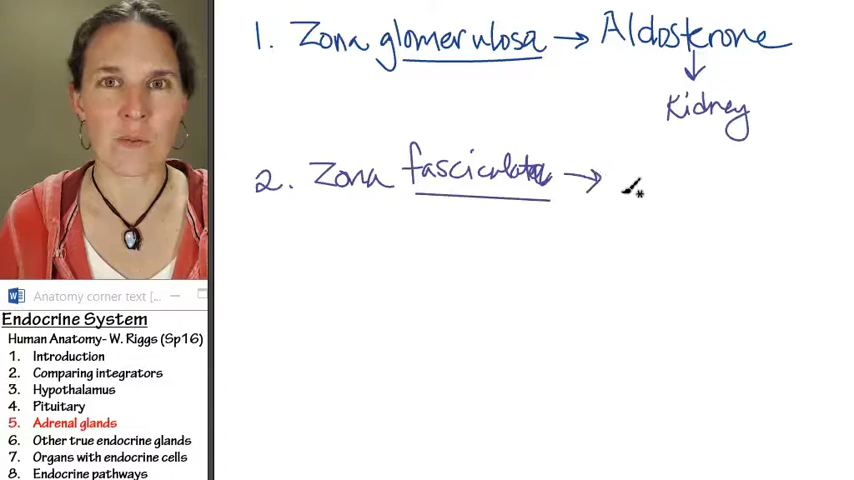 1. Zona glomerulosa → Aldosterone
↓
Kidney
2. Zona fasciculata →
Anatomy corner text [...
Endocrine System
Human Anatomy- W. Riggs (Sp16)
1. Introduction
2. Comparing integrators
3. Hypothalamus
4. Pituitary
5. Adrenal glands
6. Other true endocrine glands
7. Organs with endocrine cells
8. Endocrine pathways